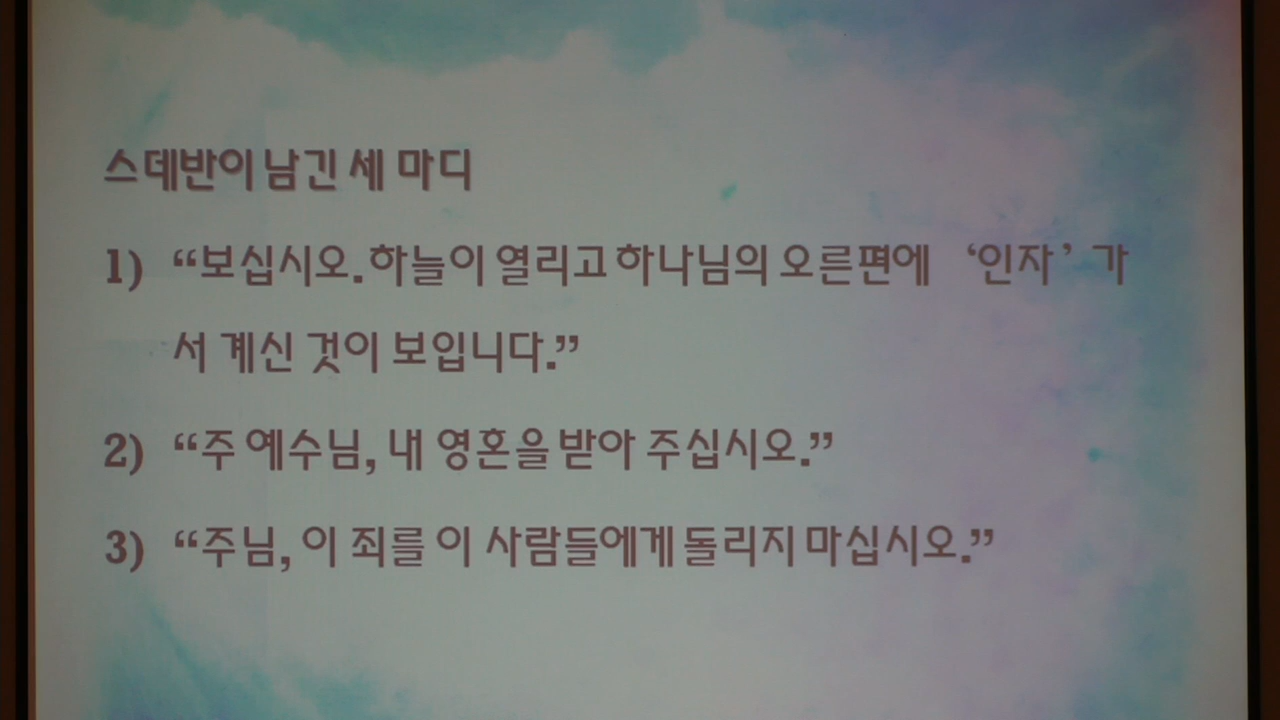 스데반이 남긴 세 마디
1) “보십시오. 하늘이 열리고 하나님의 오른편에 ‘인자’가
서 계신 것이 보입니다.”
2) “주 예수님, 내 영혼을 받아 주십시오.”
3) “주님, 이 죄를 이 사람들에게 돌리지 마십시오.”